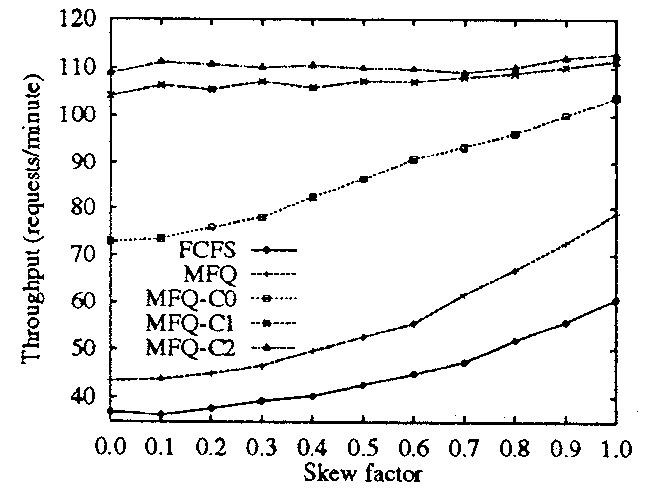 120
110
100
90
80
70
60
50
40
Throughput (requests/minute)
FCFS
MFQ
MFQ-C0
MFQ-C1
MFQ-C2
0.0 0.1 0.2 0.3 0.4 0.5 0.6 0.7 0.8 0.9 1.0
Skew factor